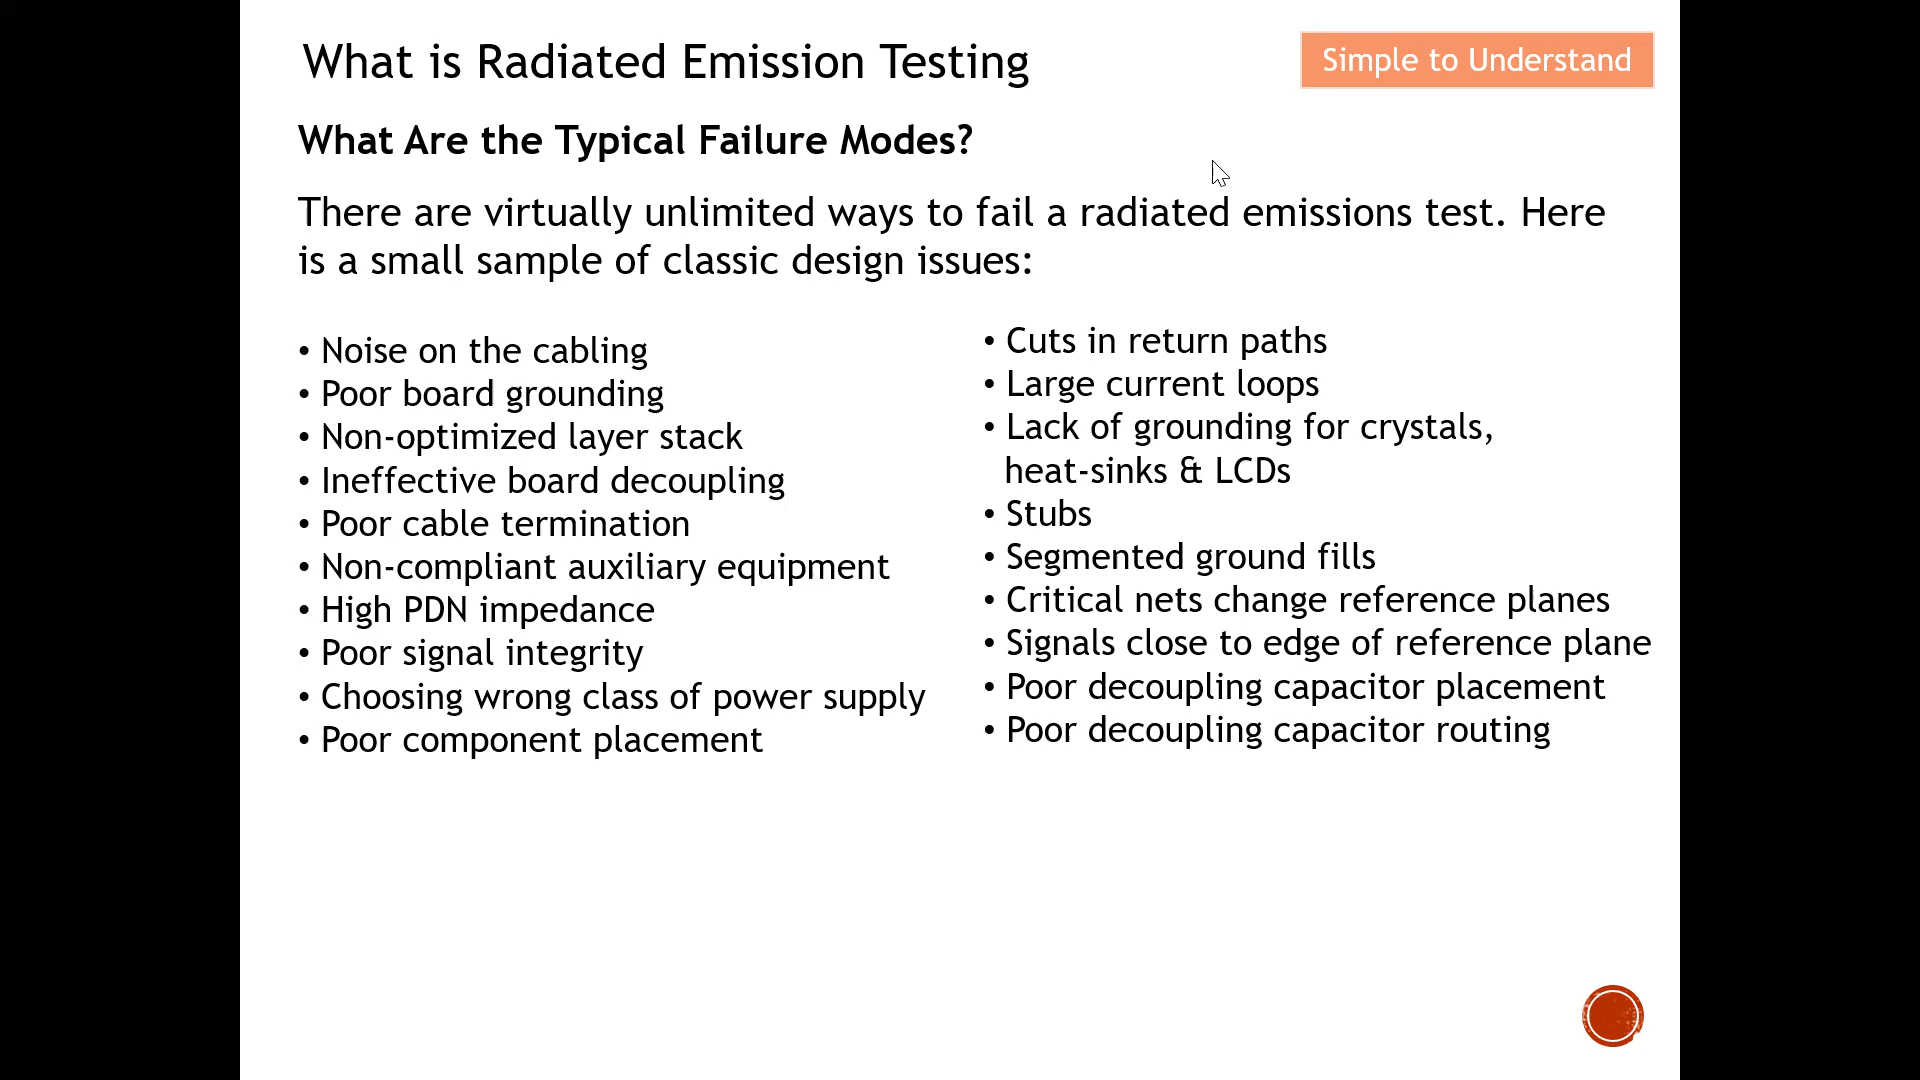 What is Radiated Emission Testing
Simple to Understand
What Are the Typical Failure Modes?
There are virtually unlimited ways to fail a radiated emissions test. Here
is a small sample of classic design issues:
• Noise on the cabling
• Poor board grounding
• Non-optimized layer stack
• Ineffective board decoupling
• Poor cable termination
• Non-compliant auxiliary equipment
• High PDN impedance
• Poor signal integrity
• Choosing wrong class of power supply
• Poor component placement
• Cuts in return paths
• Large current loops
• Lack of grounding for crystals,
heat-sinks & LCDs
• Stubs
• Segmented ground fills
• Critical nets change reference planes
• Signals close to edge of reference plane
• Poor decoupling capacitor placement
• Poor decoupling capacitor routing